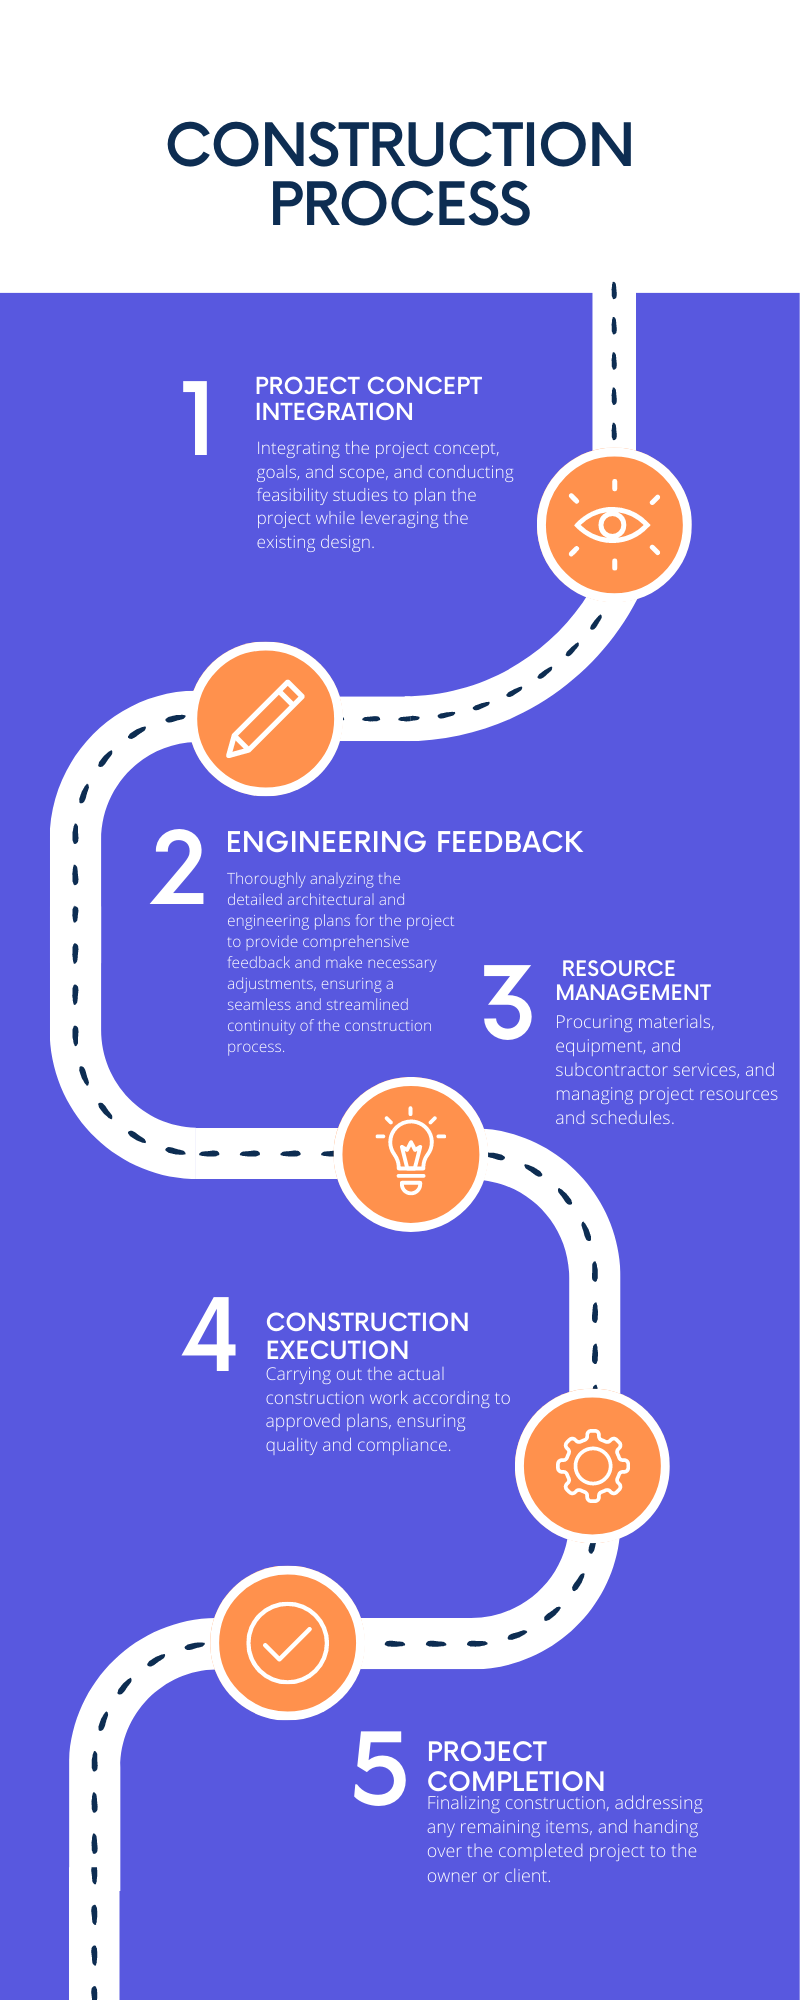 CONSTRUCTION
PROCESS
1
PROJECT CONCEPT
INTEGRATION
Integrating the project concept,
goals, and scope, and conducting
feasibility studies to plan the
project while leveraging the
existing design.
2
ENGINEERING FEEDBACK
Thoroughly analyzing the
detailed architectural and
engineering plans for the project
to provide comprehensive
feedback and make necessary
adjustments, ensuring a
seamless and streamlined
continuity of the construction
process.
3
RESOURCE
MANAGEMENT
Procuring materials,
equipment, and
subcontractor services, and
managing project resources
and schedules.
4
CONSTRUCTION
EXECUTION
Carrying out the actual
construction work according to
approved plans, ensuring
quality and compliance.
5
PROJECT
COMPLETION
Finalizing construction, addressing
any remaining items, and handing
over the completed project to the
owner or client.